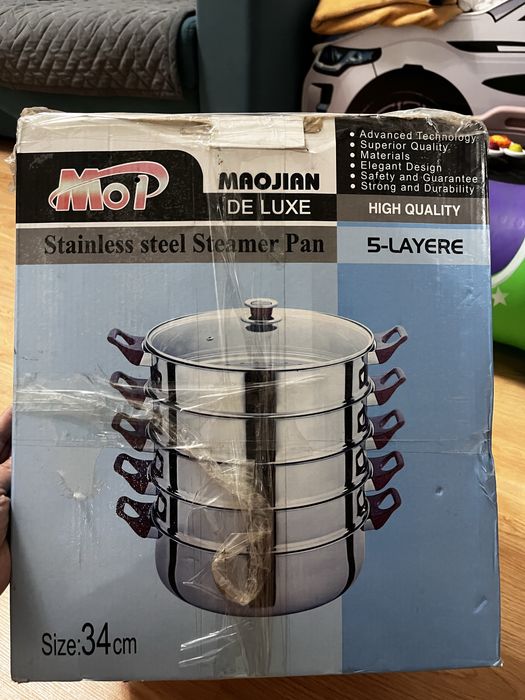 Moi
MAOJIAN
DE LUXE
• Advanced Technology
• Superior Quality.
• Materials
• Elegant Design
• Safety and Guarantee
• Strong and Durability
HIGH QUALITY
Stainless steel Steamer Pan
5-LAYERE
Size:34cm